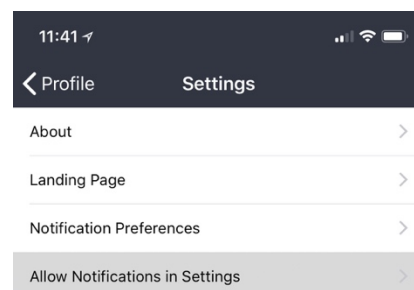 11:41
Profile
Settings
About
Landing Page
Notification Preferences
Allow Notifications in Settings